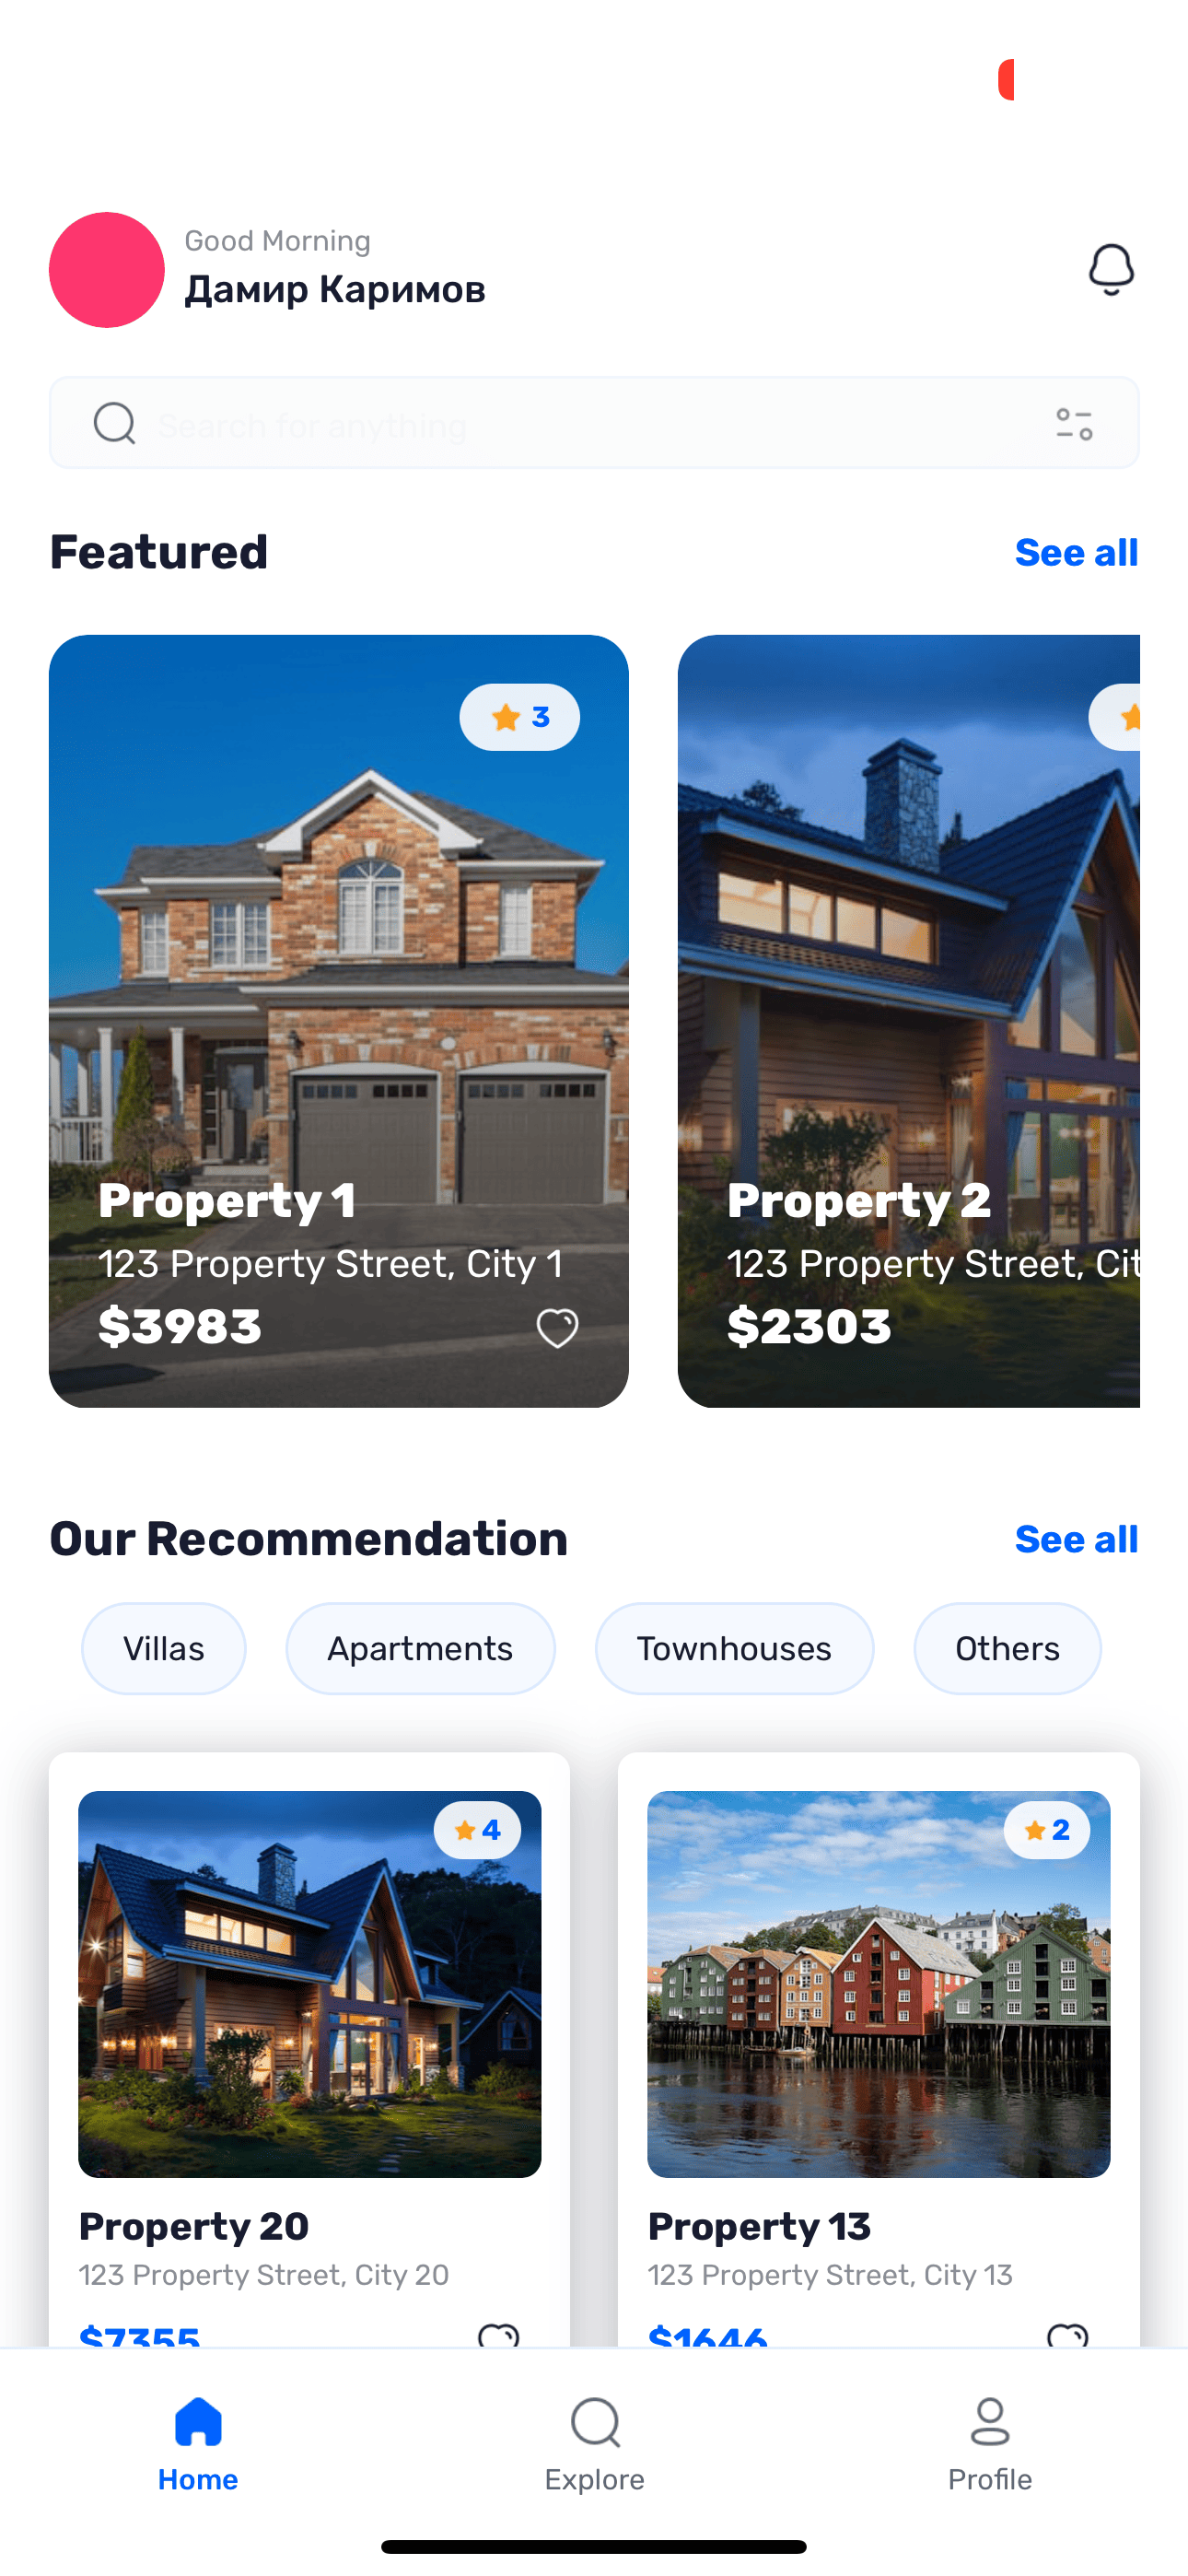 Good Morning
Дамир Каримов
Search for anything
Featured
See all
3
Property 1
123 Property Street, City 1
$3983
Property 2
123 Property Street, Cit
$2303
Our Recommendation
See all
Villas
Apartments
Townhouses
Others
4
2
Property 20
123 Property Street, City 20
$7355
Property 13
123 Property Street, City 13
$1646
Home
Explore
Profile